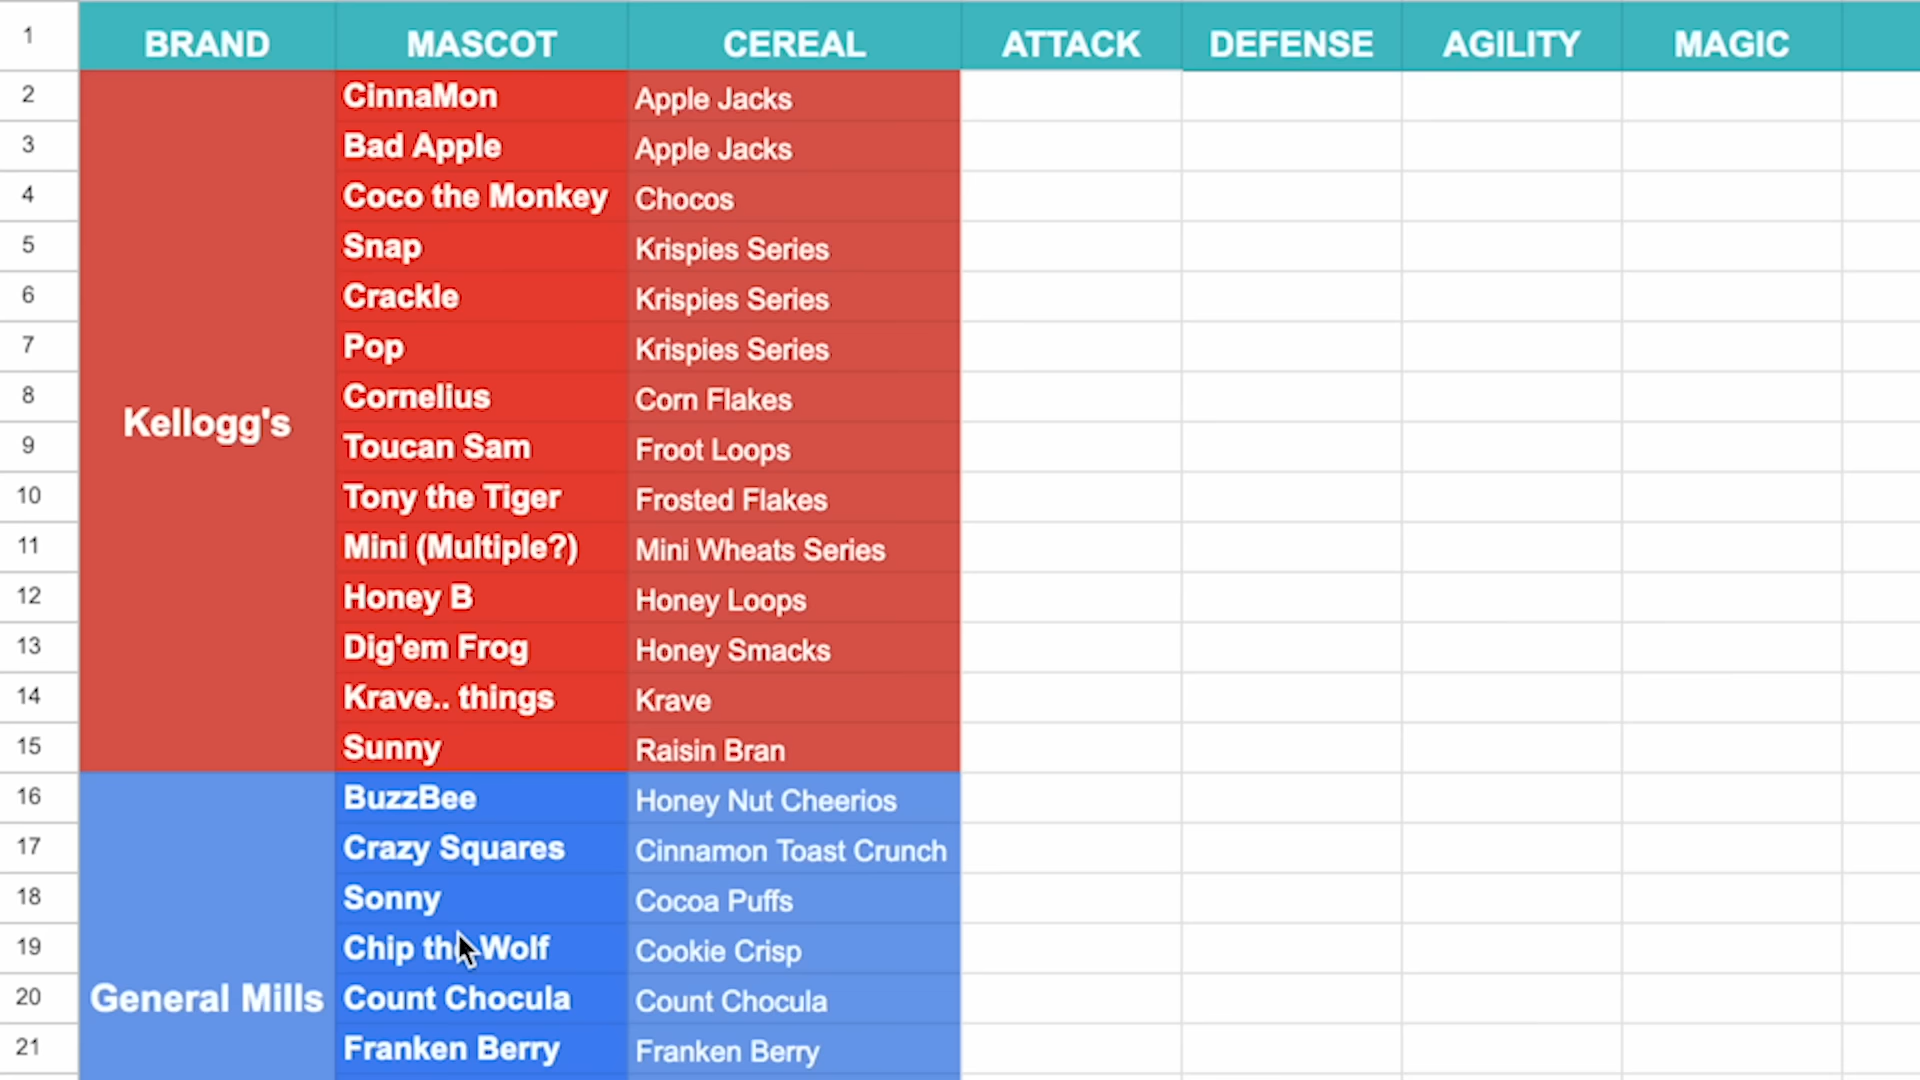 1 BRAND MASCOT CEREAL ATTACK DEFENSE AGILITY MAGIC
2 CinnaMon Apple Jacks
3 Bad Apple Apple Jacks
4 Coco the Monkey Chocos
5 Snap Krispies Series
6 Crackle Krispies Series
7 Pop Krispies Series
8 Cornelius Corn Flakes
Kellogg's
9 Toucan Sam Froot Loops
10 Tony the Tiger Frosted Flakes
11 Mini (Multiple?) Mini Wheats Series
12 Honey B Honey Loops
13 Dig'em Frog Honey Smacks
14 Krave.. things Krave
15 Sunny Raisin Bran
16 BuzzBee Honey Nut Cheerios
17 Crazy Squares Cinnamon Toast Crunch
18 Sonny Cocoa Puffs
19 Chip the Wolf Cookie Crisp
20 General Mills Count Chocula Count Chocula
21 Franken Berry Franken Berry